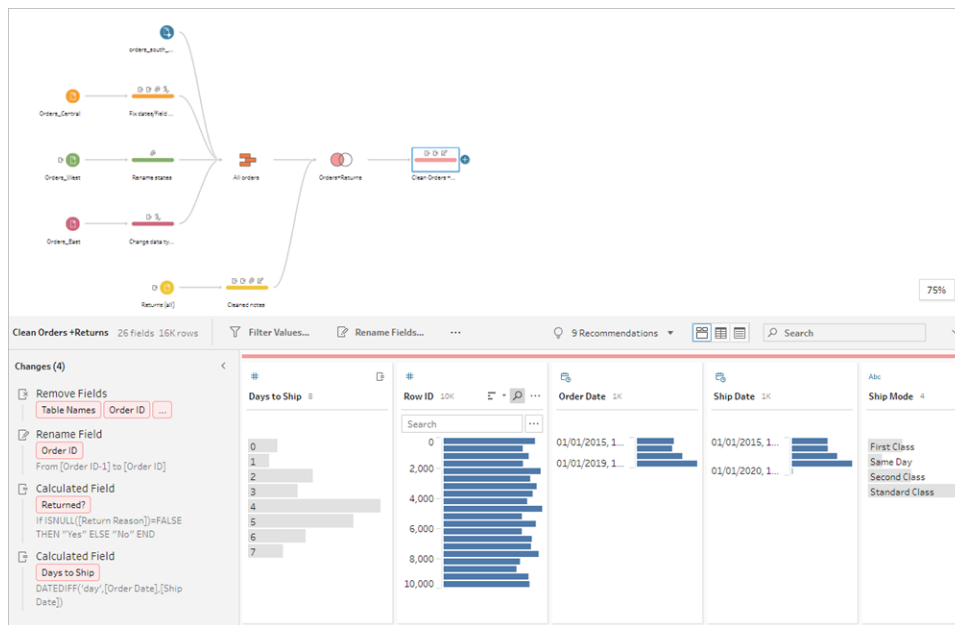 orders_south_...
Orders_Central
Fix dates/Field ...
Orders_West
Rename states
All orders
Orders+Returns
Clean Orders +...
Orders_East
Change data ty...
Returns (all)
Cleaned notes
75%
Clean Orders +Returns 26 fields 16K rows
Filter Values...
Rename Fields...
...
9 Recommendations
Search
Changes (4)
Remove Fields
Table Names Order ID ...
Rename Field
Order ID
From [Order ID-1] to [Order ID]
Calculated Field
Returned?
If ISNULL([Return Reason])=FALSE
THEN "Yes" ELSE "No" END
Calculated Field
Days to Ship
DATEDIFF('day',[Order Date],[Ship
Date])
#
Days to Ship 8
0
1
2
3
4
5
6
7
#
Row ID 10K
...
Search
...
0
2,000
4,000
6,000
8,000
10,000
Order Date 1K
01/01/2015, 1...
01/01/2019, 1...
Ship Date 1K
01/01/2015, 1...
01/01/2020, 1...
Abc
Ship Mode 4
First Class
Same Day
Second Class
Standard Class